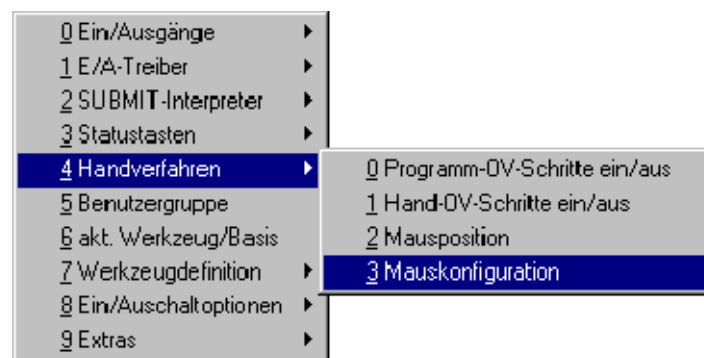 0 Ein/Ausgänge
1 E/A-Treiber
2 SUBMIT-Interpreter
3 Statustasten
4 Handverfahren
5 Benutzergruppe
6 akt. Werkzeug/Basis
7 Werkzeugdefinition
8 Ein/Auschaltoptionen
9 Extras
0 Programm-OV-Schritte ein/aus
1 Hand-OV-Schritte ein/aus
2 Mausposition
3 Mauskonfiguration